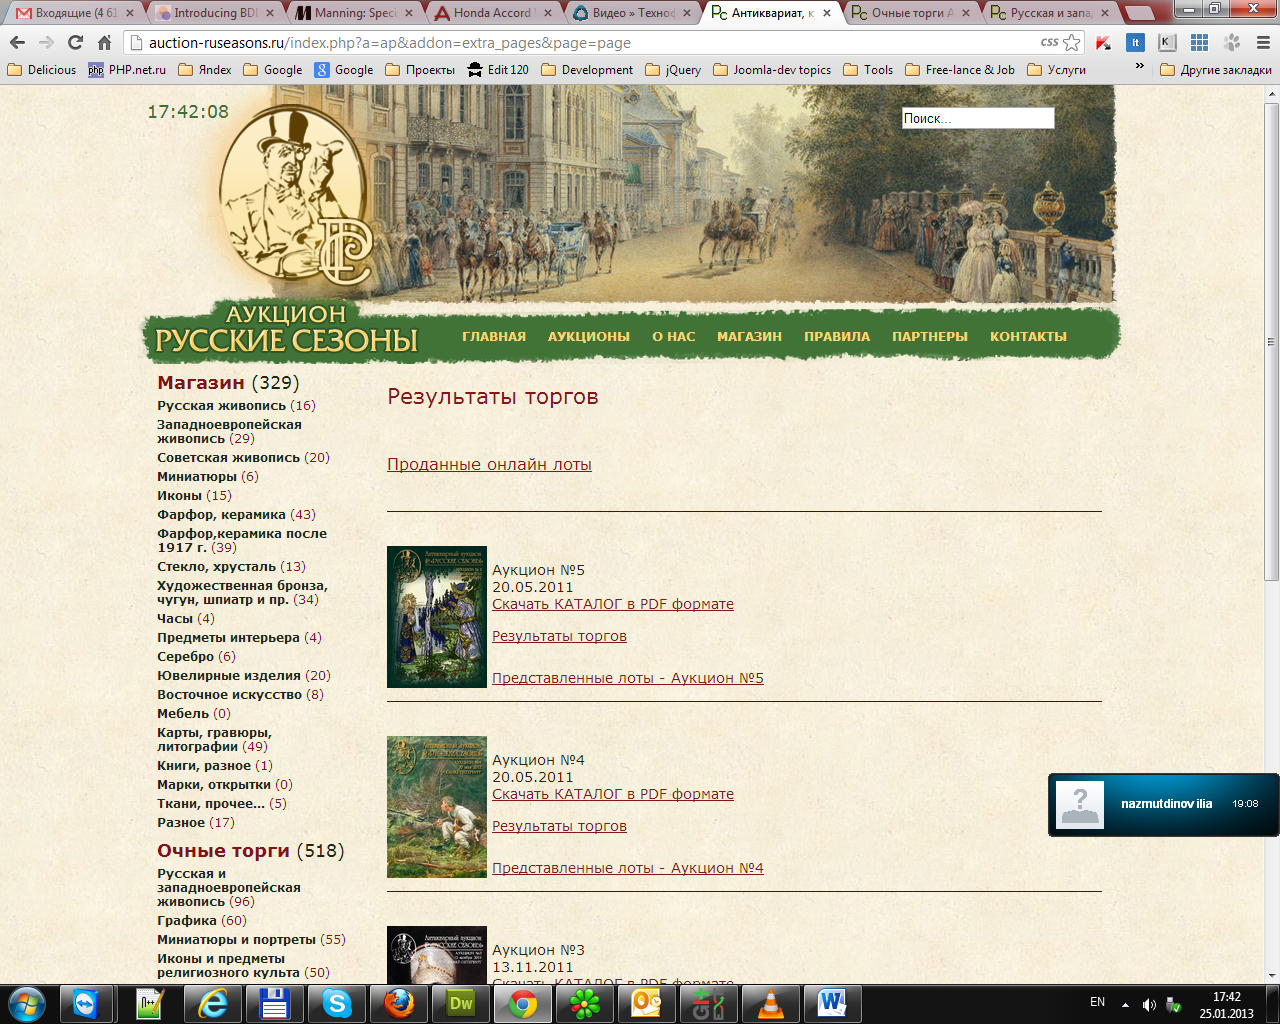 Входящие (4 61
Introducing BDI
Manning: Speci
Honda Accord
Видео » Техноф
Антиквариат, к
Очные торги А
Русская и запа
auction-ruseasons.ru/index.php?a=ap&addon=extra_pages&page=page
css
Delicious
PHP.net.ru
Яndex
Google
Google
Проекты
Edit 120
Development
jQuery
Joomla-dev topics
Tools
Free-lance & Job
Услуги
»
Другие закладки
17:42:08
Поиск...
АУКЦИОН
РУССКИЕ СЕЗОНЫ
ГЛАВНАЯ АУКЦИОНЫ О НАС МАГАЗИН ПРАВИЛА ПАРТНЕРЫ КОНТАКТЫ
Магазин (329)
Русская живопись (16)
Западноевропейская
живопись (29)
Советская живопись (20)
Миниатюры (6)
Иконы (15)
Фарфор, керамика (43)
Фарфор,керамика после
1917 г. (39)
Стекло, хрусталь (13)
Художественная бронза,
чугун, шпиатр и пр. (34)
Часы (4)
Предметы интерьера (4)
Серебро (6)
Ювелирные изделия (20)
Восточное искусство (8)
Мебель (0)
Карты, гравюры,
литографии (49)
Книги, разное (1)
Марки, открытки (0)
Ткани, прочее... (5)
Разное (17)
Очные торги (518)
Русская и
западноевропейская
живопись (96)
Графика (60)
Миниатюры и портреты (55)
Иконы и предметы
религиозного культа (50)
Результаты торгов
Проданные онлайн лоты
Аукцион №5
20.05.2011
Скачать КАТАЛОГ в PDF формате
Результаты торгов
Представленные лоты - Аукцион №5
Аукцион №4
20.05.2011
Скачать КАТАЛОГ в PDF формате
Результаты торгов
Представленные лоты - Аукцион №4
Аукцион №3
13.11.2011
Скачать КАТАЛОГ в PDF формате
nazmutdinov ilia 19:08
EN
17:42
25.01.2013